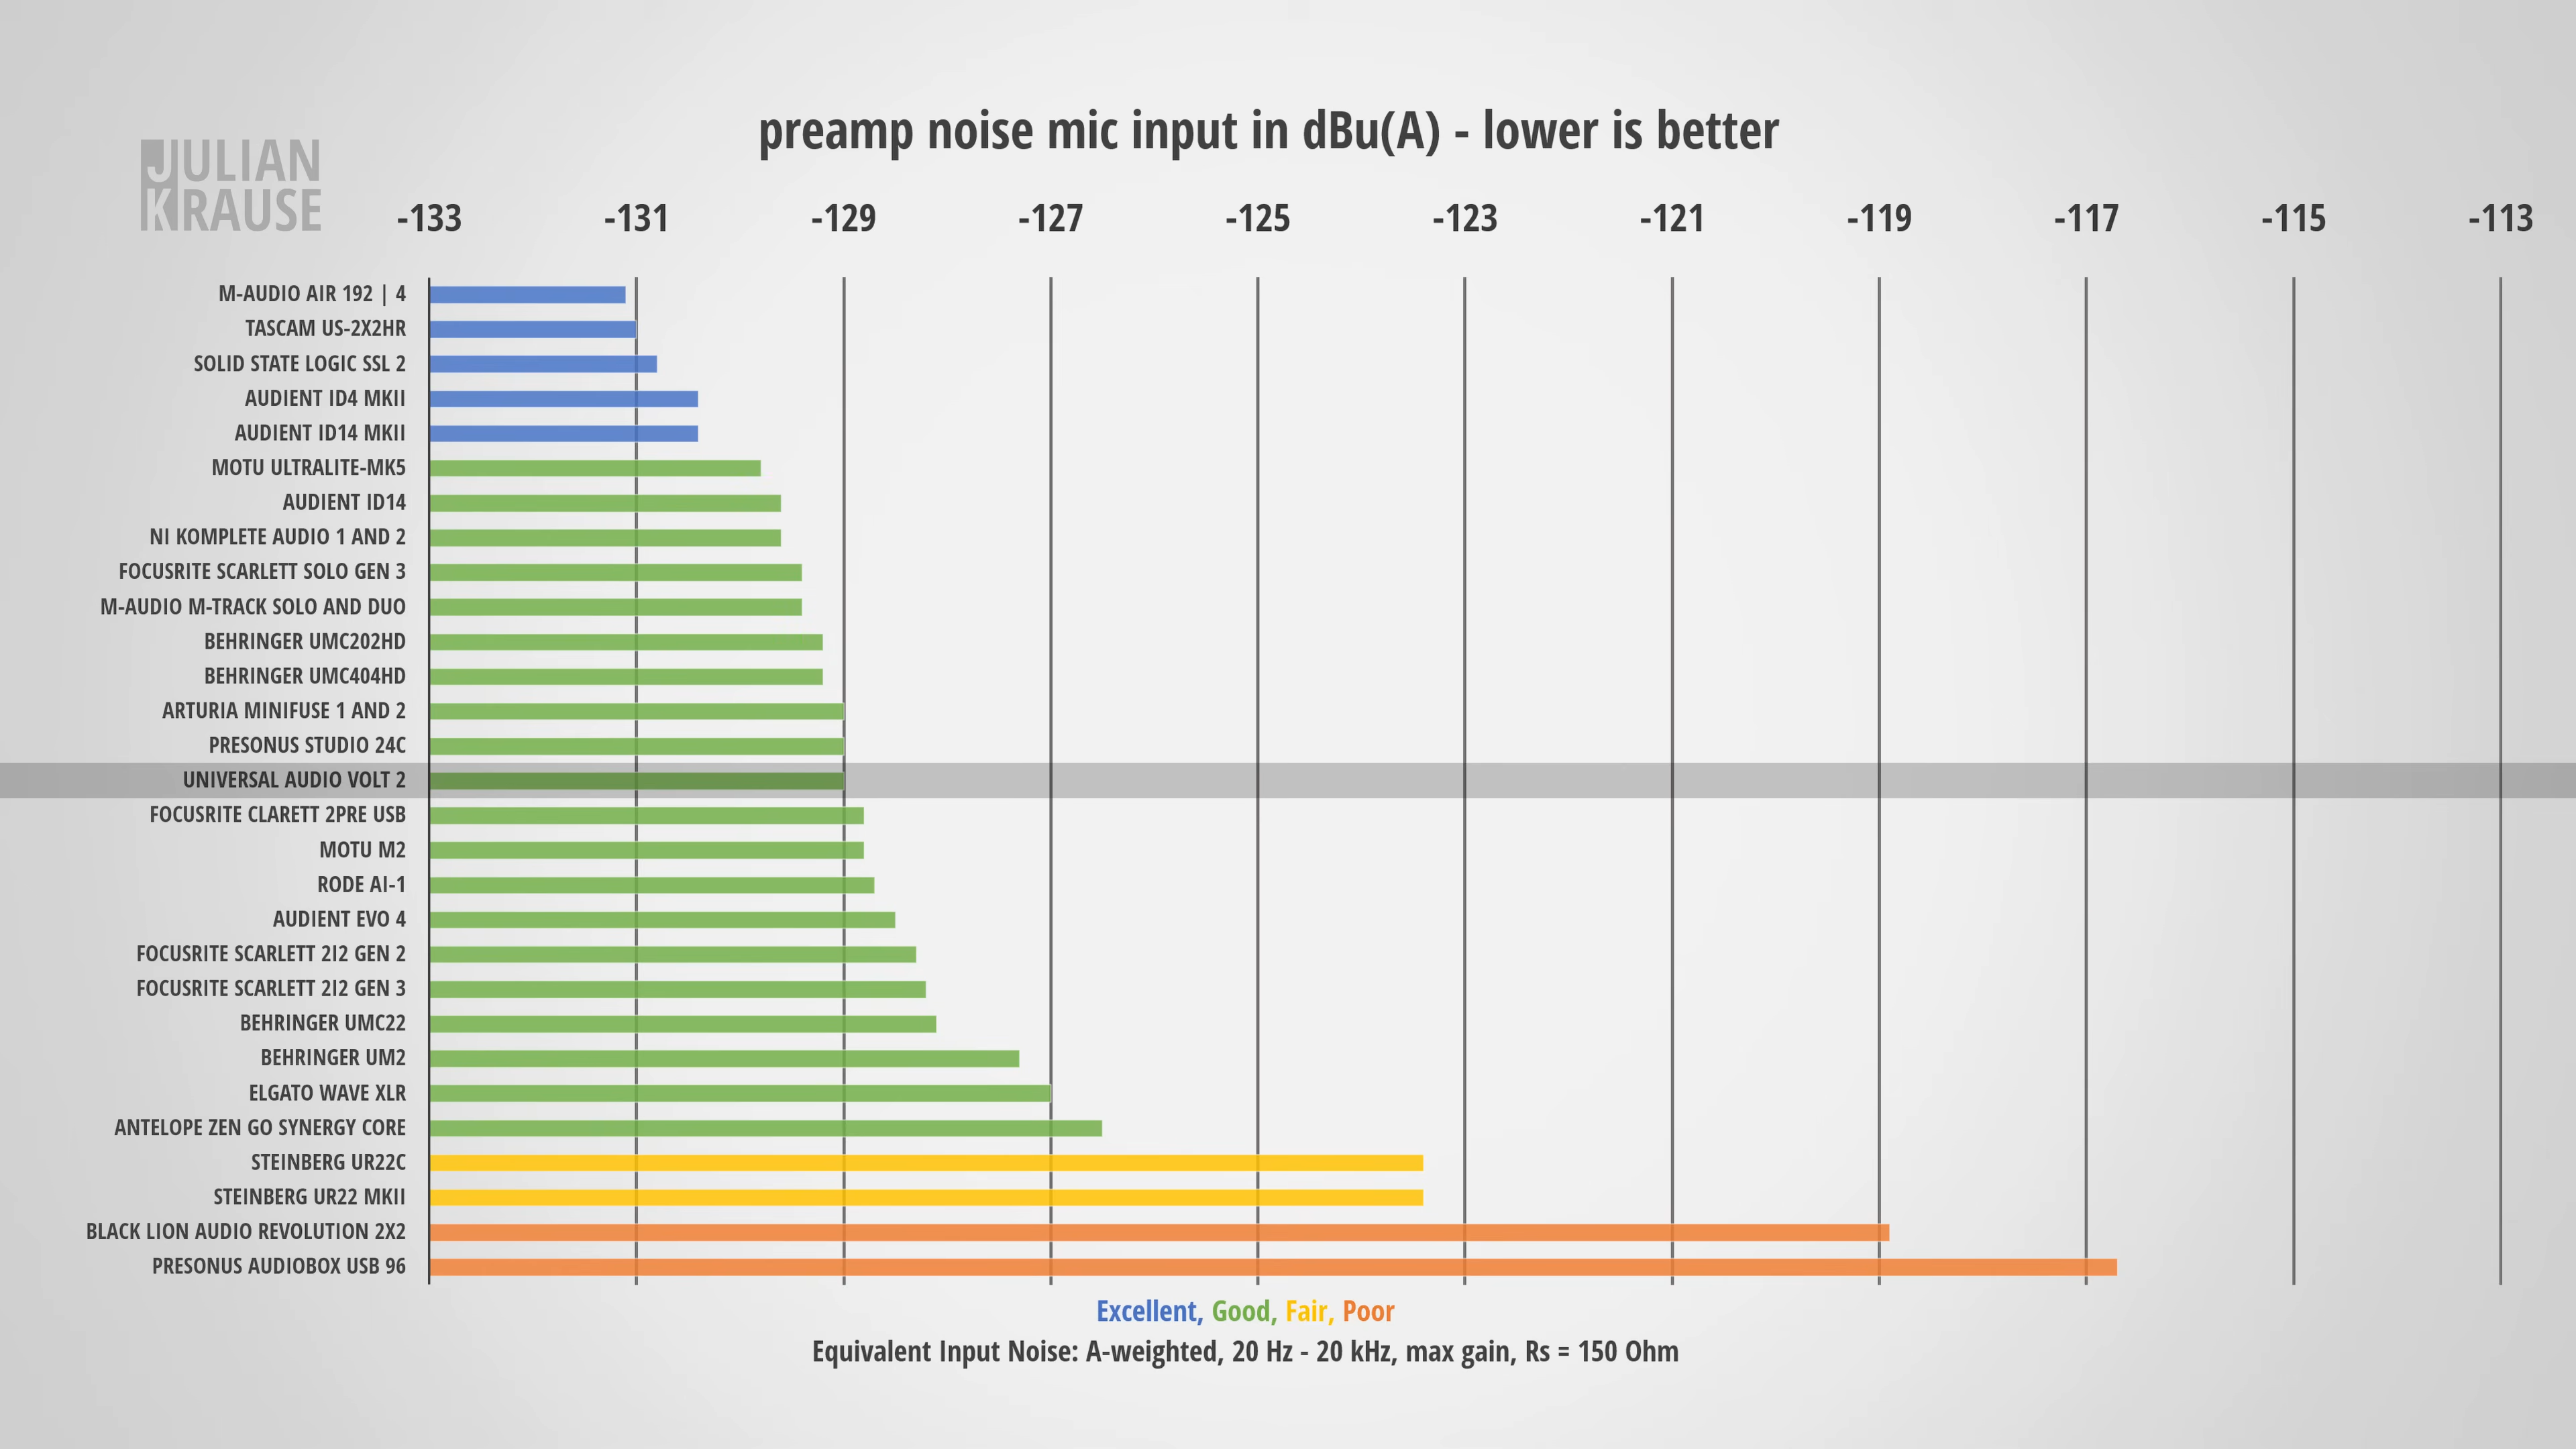 preamp noise mic input in dBu(A) - lower is better
JULIAN
KRAUSE
-133 -131 -129 -127 -125 -123 -121 -119 -117 -115 -113
M-AUDIO AIR 192 | 4
TASCAM US-2X2HR
SOLID STATE LOGIC SSL 2
AUDIENT ID4 MKII
AUDIENT ID14 MKII
MOTU ULTRALITE-MK5
AUDIENT ID14
NI KOMPLETE AUDIO 1 AND 2
FOCUSRITE SCARLETT SOLO GEN 3
M-AUDIO M-TRACK SOLO AND DUO
BEHRINGER UMC202HD
BEHRINGER UMC404HD
ARTURIA MINIFUSE 1 AND 2
PRESONUS STUDIO 24C
UNIVERSAL AUDIO VOLT 2
FOCUSRITE CLARETT 2PRE USB
MOTU M2
RODE AI-1
AUDIENT EVO 4
FOCUSRITE SCARLETT 2I2 GEN 2
FOCUSRITE SCARLETT 2I2 GEN 3
BEHRINGER UMC22
BEHRINGER UM2
ELGATO WAVE XLR
ANTELOPE ZEN GO SYNERGY CORE
STEINBERG UR22C
STEINBERG UR22 MKII
BLACK LION AUDIO REVOLUTION 2X2
PRESONUS AUDIOBOX USB 96
Excellent, Good, Fair, Poor
Equivalent Input Noise: A-weighted, 20 Hz - 20 kHz, max gain, Rs = 150 Ohm